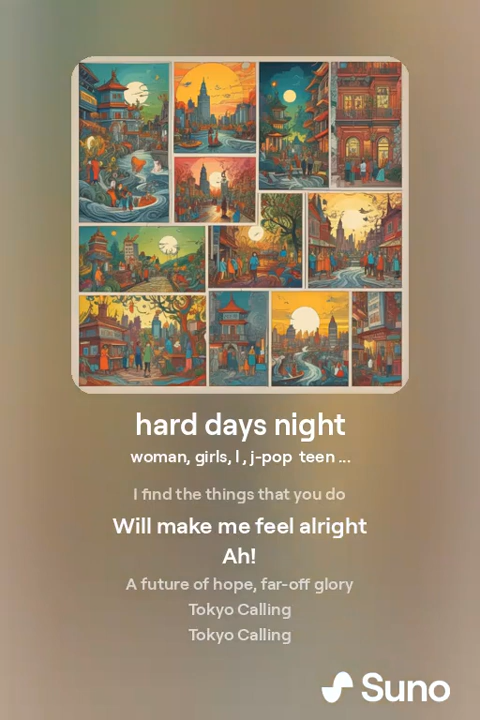 hard days night
woman, girls, l , j-pop  teen ...
I find the things that you do
Will make me feel alright
Ah!
A future of hope, far-off glory
Tokyo Calling
Tokyo Calling
Suno